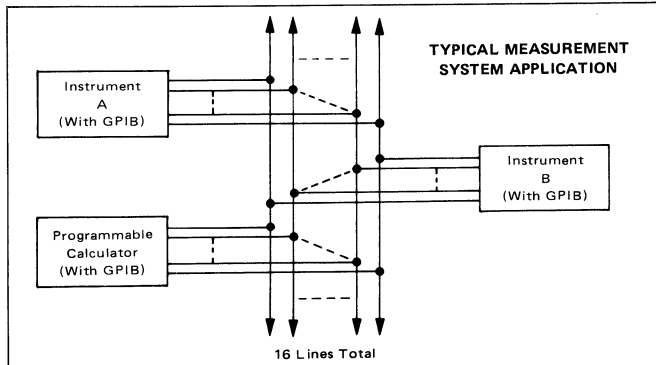 TYPICAL MEASUREMENT
SYSTEM APPLICATION
Instrument
A
(With GPIB)
Instrument
B
(With GPIB)
Programmable
Calculator
(With GPIB)
16 Lines Total